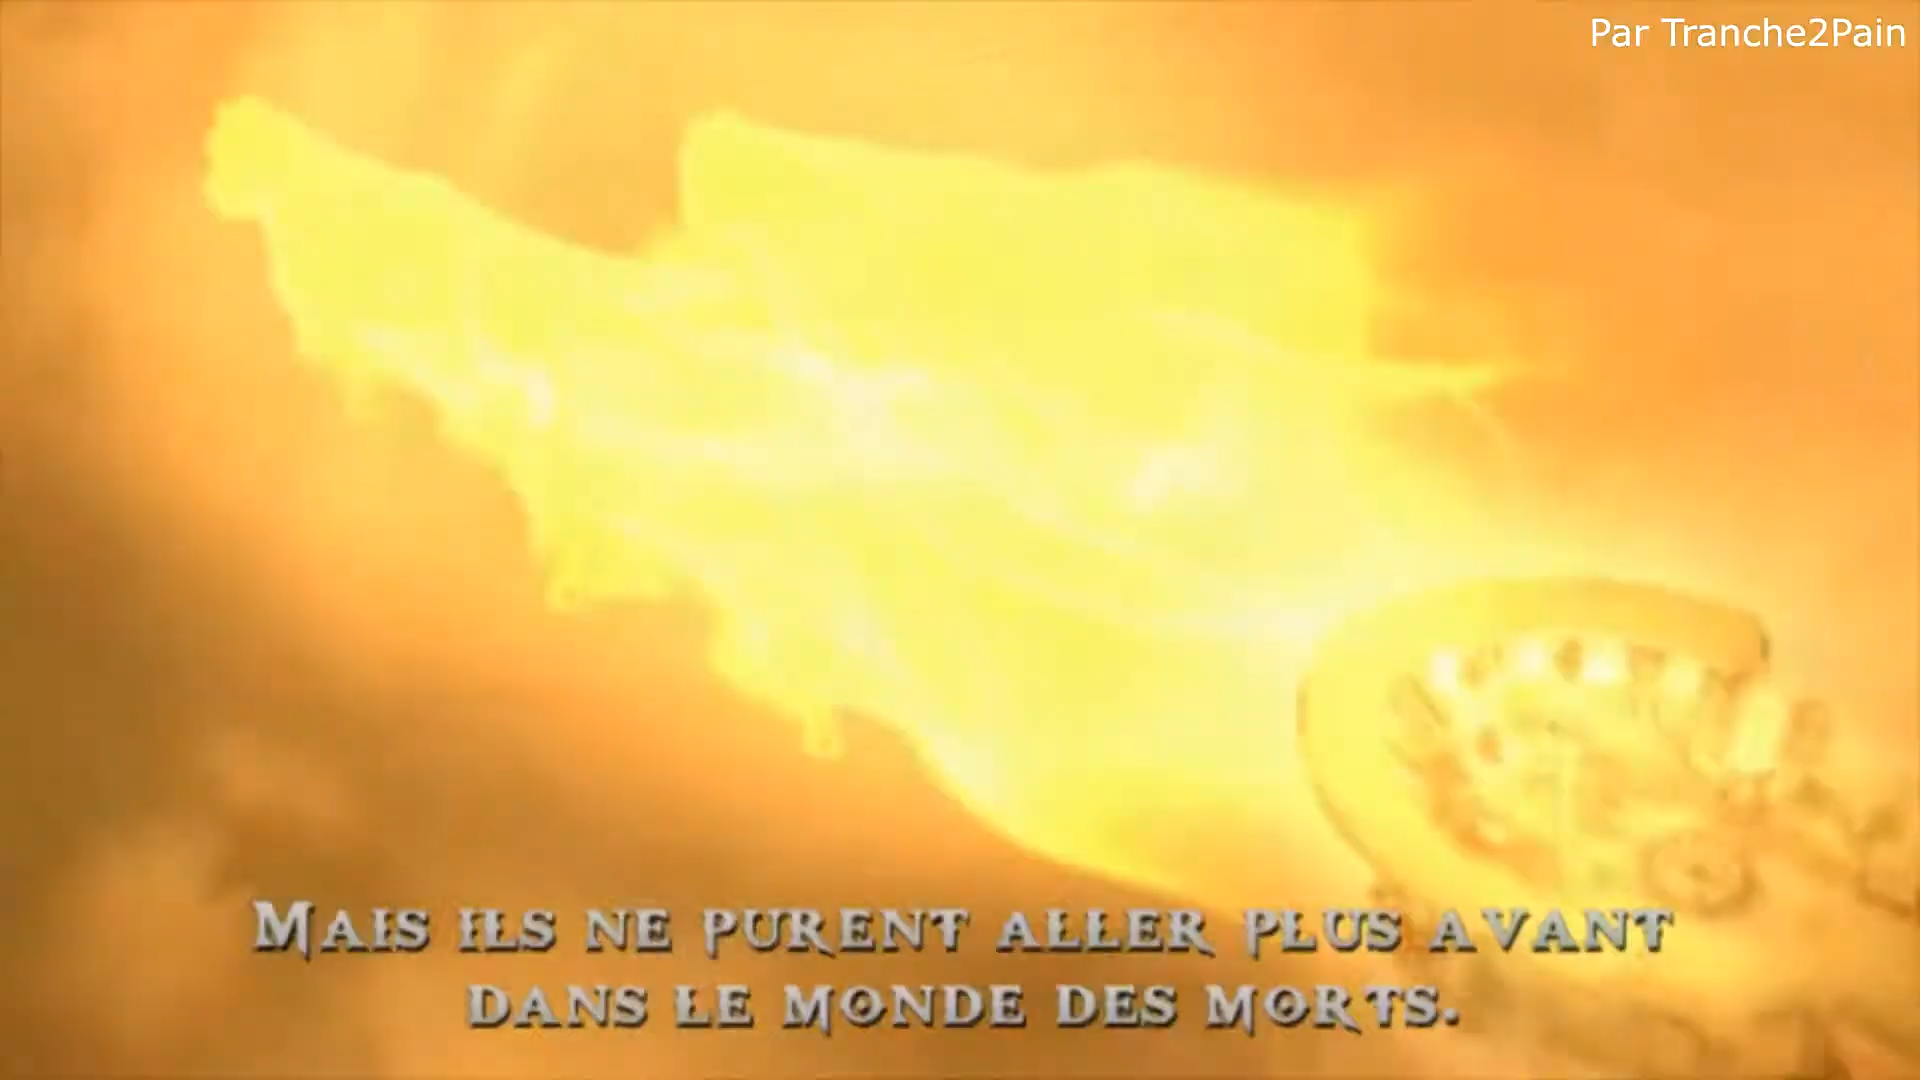 Par Tranche2Pain
Mais ils ne purent aller plus avant
dans le monde des morts.